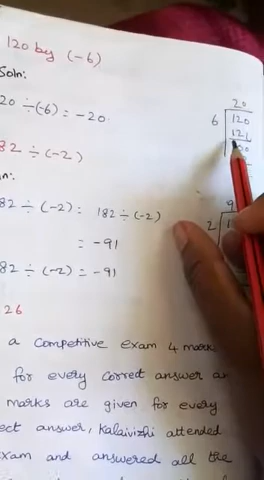 120 by (-6)
Soln:
20 ÷ (-6) = -20
82 ÷ (-2)
n:
82 ÷ (-2) = 182 ÷ (-2)
= -91
82 ÷ (-2) = -91
26
a competitive exam 4 mark
for every correct answer a
marks are given for every
ect answer, Kalaivizhi attended
exam and answered all the
20
6 120
12↓
9
2 1